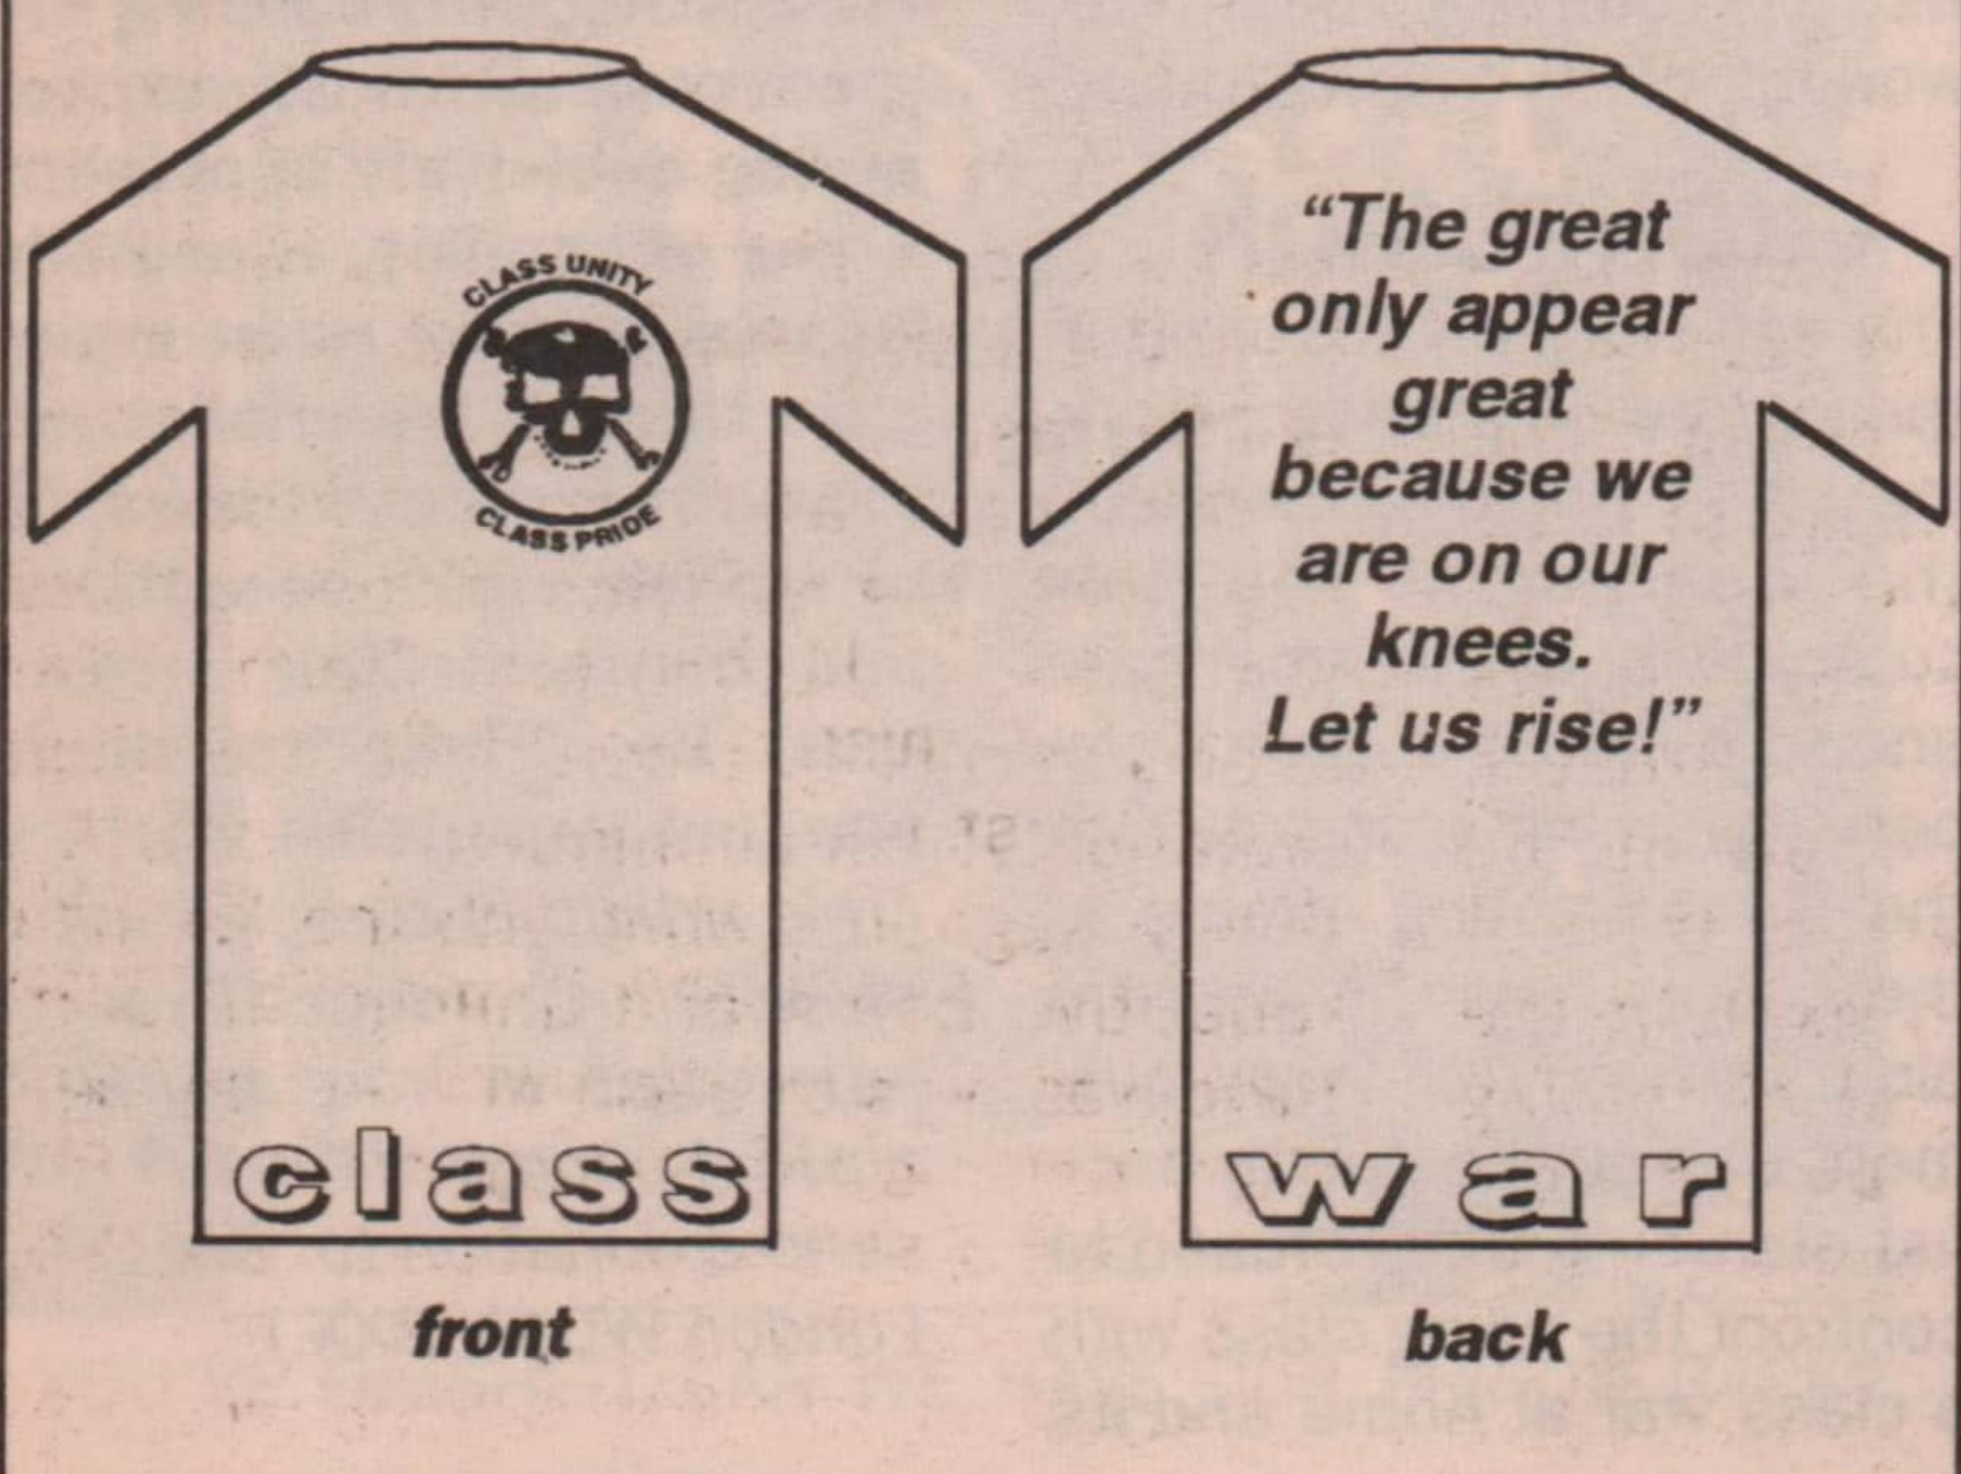 CLASS UNITY
CLASS PRIDE
class
front
“The great
only appear
great
because we
are on our
knees.
Let us rise!”
war
back